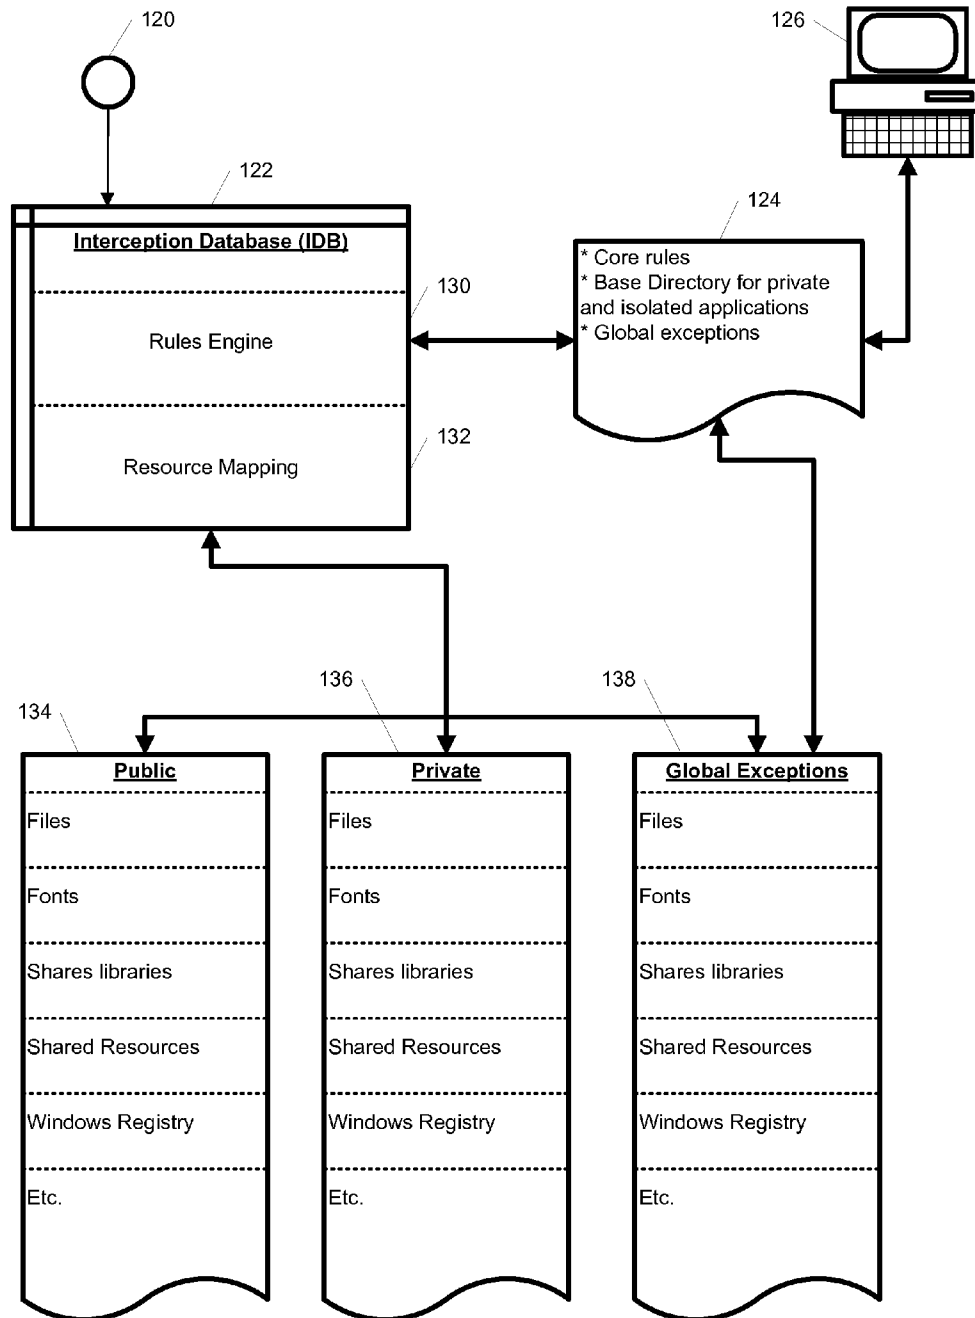 120
126
122
124
Interception Database (IDB)
* Core rules
* Base Directory for private
and isolated applications
* Global exceptions
130
Rules Engine
132
Resource Mapping
134
136
138
Public
Files
Fonts
Shares libraries
Shared Resources
Windows Registry
Etc.
Private
Files
Fonts
Shares libraries
Shared Resources
Windows Registry
Etc.
Global Exceptions
Files
Fonts
Shares libraries
Shared Resources
Windows Registry
Etc.